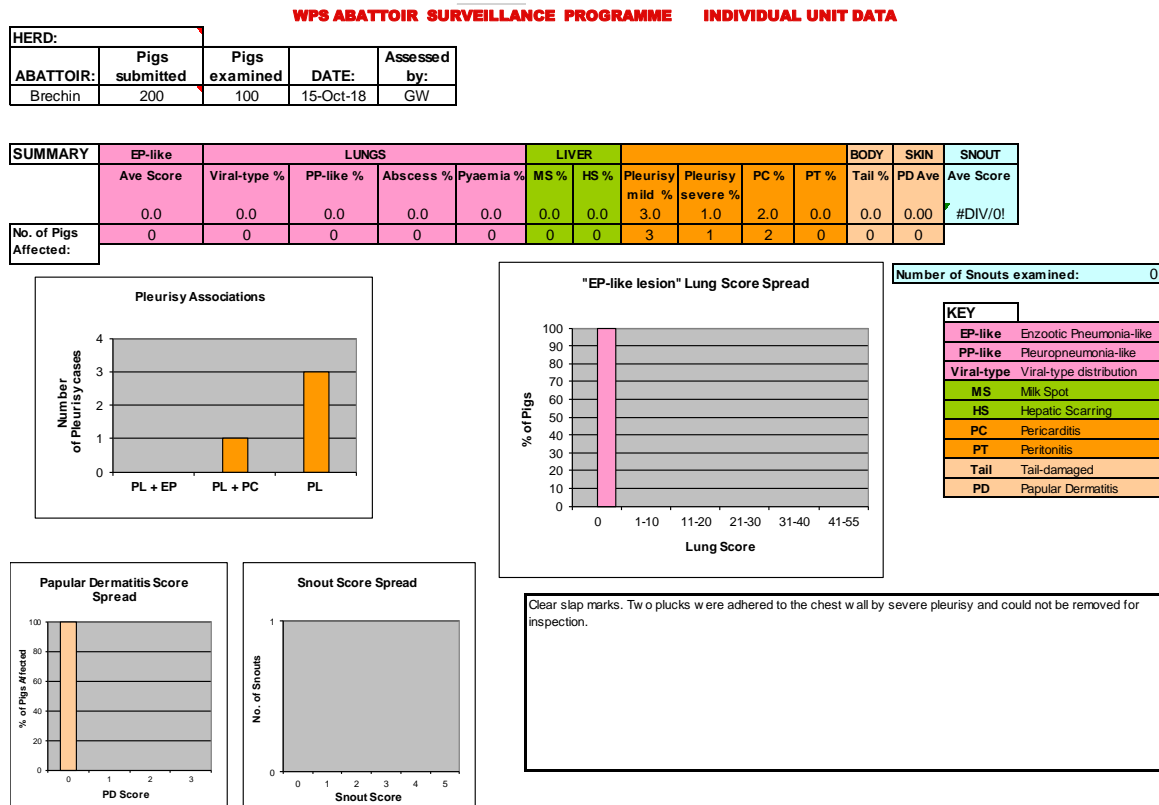 WPS ABATTOIR SURVEILLANCE PROGRAMME INDIVIDUAL UNIT DATA
HERD:
ABATTOIR: Pigs submitted Pigs examined DATE: Assessed by:
Brechin 200 100 15-Oct-18 GW
SUMMARY EP-like LUNGS LIVER BODY SKIN SNOUT
Ave Score Viral-type % PP-like % Abscess % Pyaemia % MS % HS % Pleurisy mild % Pleurisy severe % PC % PT % Tail % PD Ave Ave Score
0.0 0.0 0.0 0.0 0.0 0.0 0.0 3.0 1.0 2.0 0.0 0.0 0.00 #DIV/0!
No. of Pigs Affected: 0 0 0 0 0 0 0 3 1 2 0 0 0
Number of Snouts examined: 0
Pleurisy Associations
Number of Pleurisy cases
4
3
2
1
0
PL + EP PL + PC PL
"EP-like lesion" Lung Score Spread
% of Pigs
100
90
80
70
60
50
40
30
20
10
0
0 1-10 11-20 21-30 31-40 41-55
Lung Score
KEY
EP-like Enzootic Pneumonia-like
PP-like Pleuropneumonia-like
Viral-type Viral-type distribution
MS Milk Spot
HS Hepatic Scarring
PC Pericarditis
PT Peritonitis
Tail Tail-damaged
PD Papular Dermatitis
Papular Dermatitis Score
Spread
% of Pigs Affected
100
80
60
40
20
0
0 1 2 3
PD Score
Snout Score Spread
No. of Snouts
1
0
0 1 2 3 4 5
Snout Score
Clear slap marks. Two plucks were adhered to the chest wall by severe pleurisy and could not be removed for
inspection.